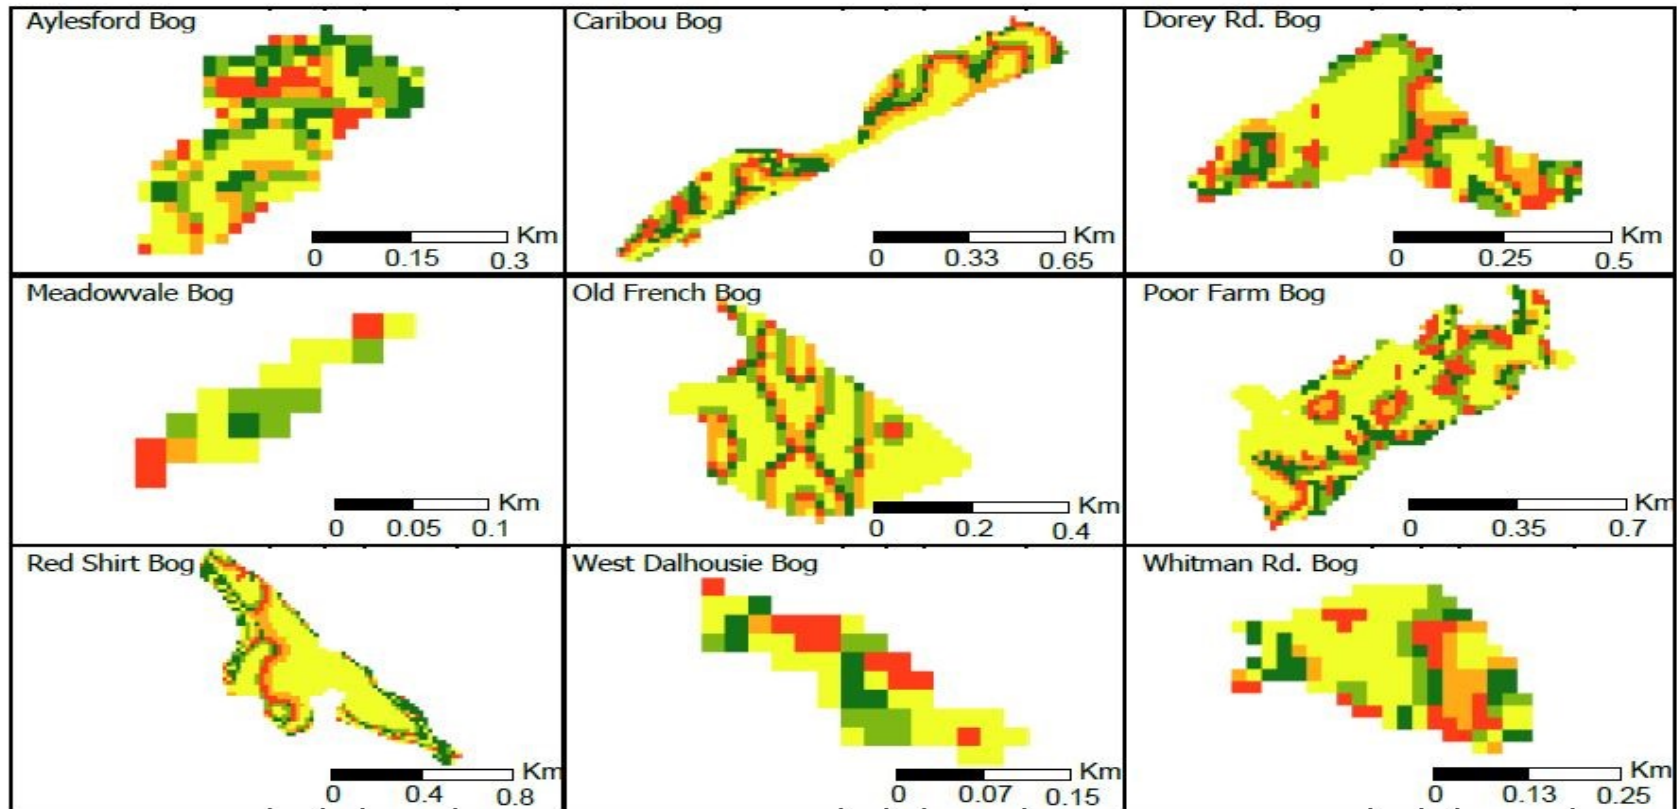 Aylesford Bog
Km
0 0.15 0.3
Caribou Bog
Km
0 0.33 0.65
Dorey Rd. Bog
Km
0 0.25 0.5
Meadowvale Bog
Km
0 0.05 0.1
Old French Bog
Km
0 0.2 0.4
Poor Farm Bog
Km
0 0.35 0.7
Red Shirt Bog
Km
0 0.4 0.8
West Dalhousie Bog
Km
0 0.07 0.15
Whitman Rd. Bog
Km
0 0.13 0.25